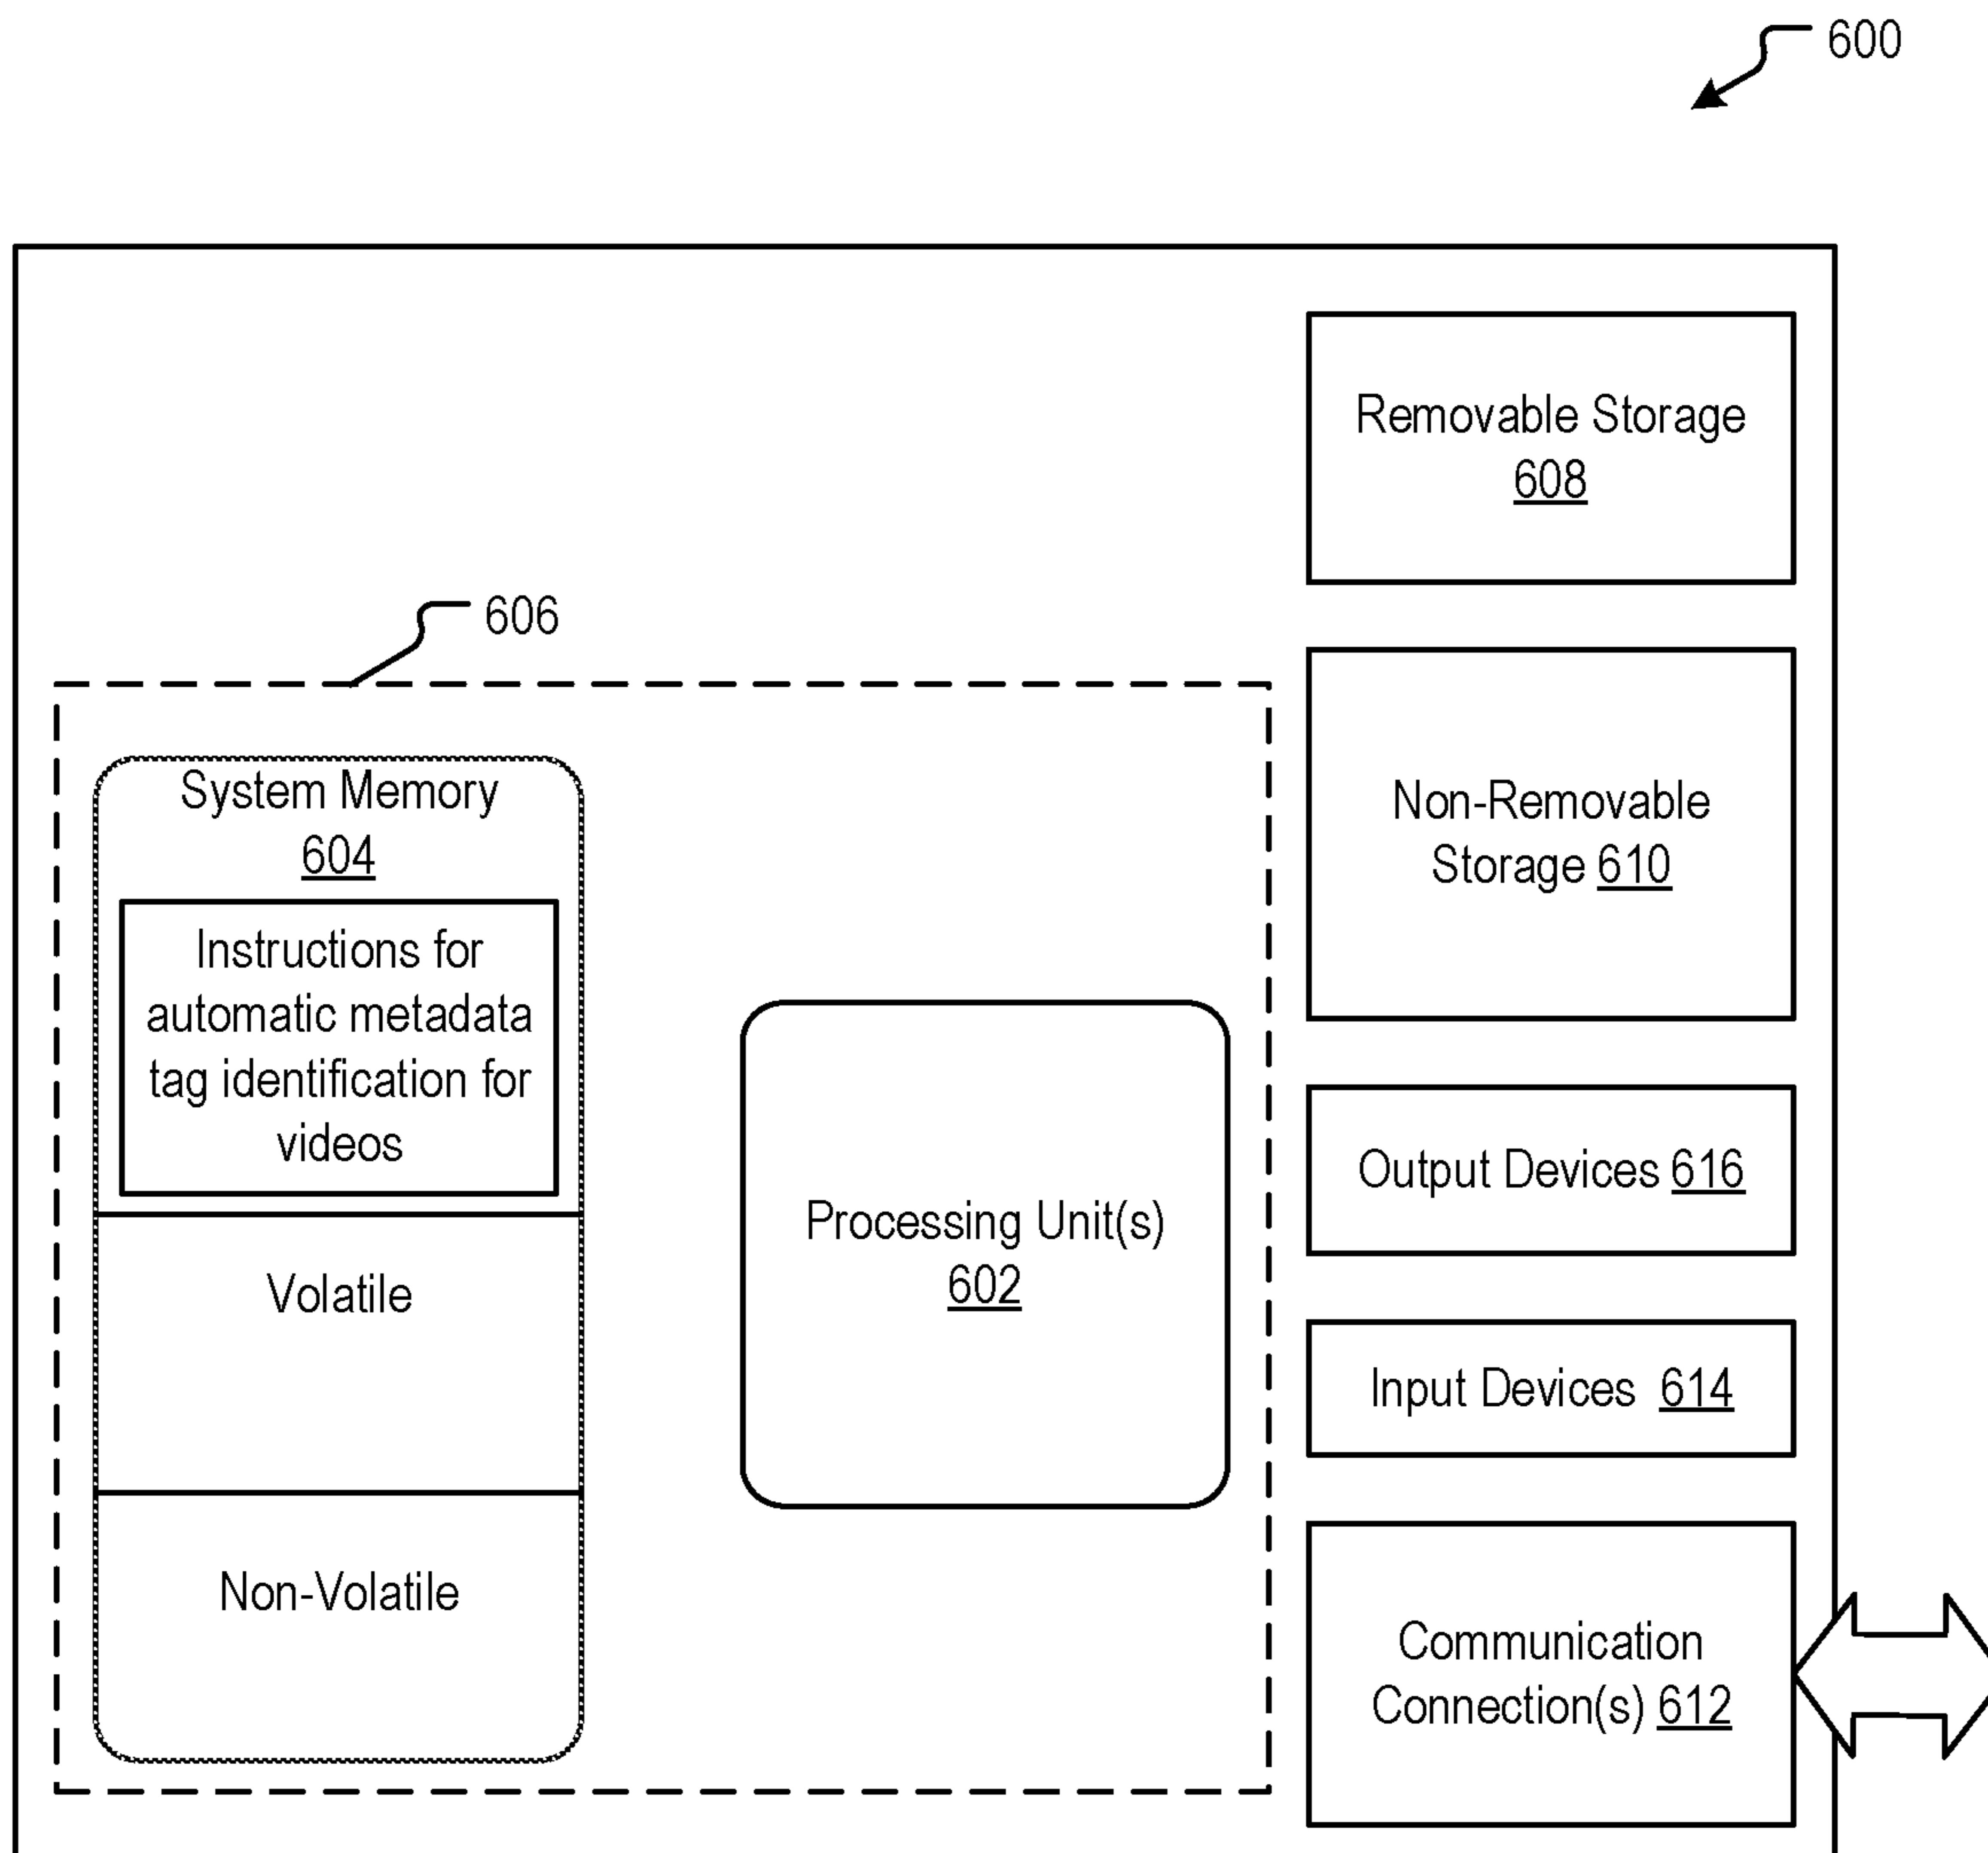 600
Removable Storage
608
606
System Memory
604
Instructions for
automatic metadata
tag identification for
videos
Volatile
Non-Volatile
Processing Unit(s)
602
Non-Removable
Storage 610
Output Devices 616
Input Devices 614
Communication
Connection(s) 612